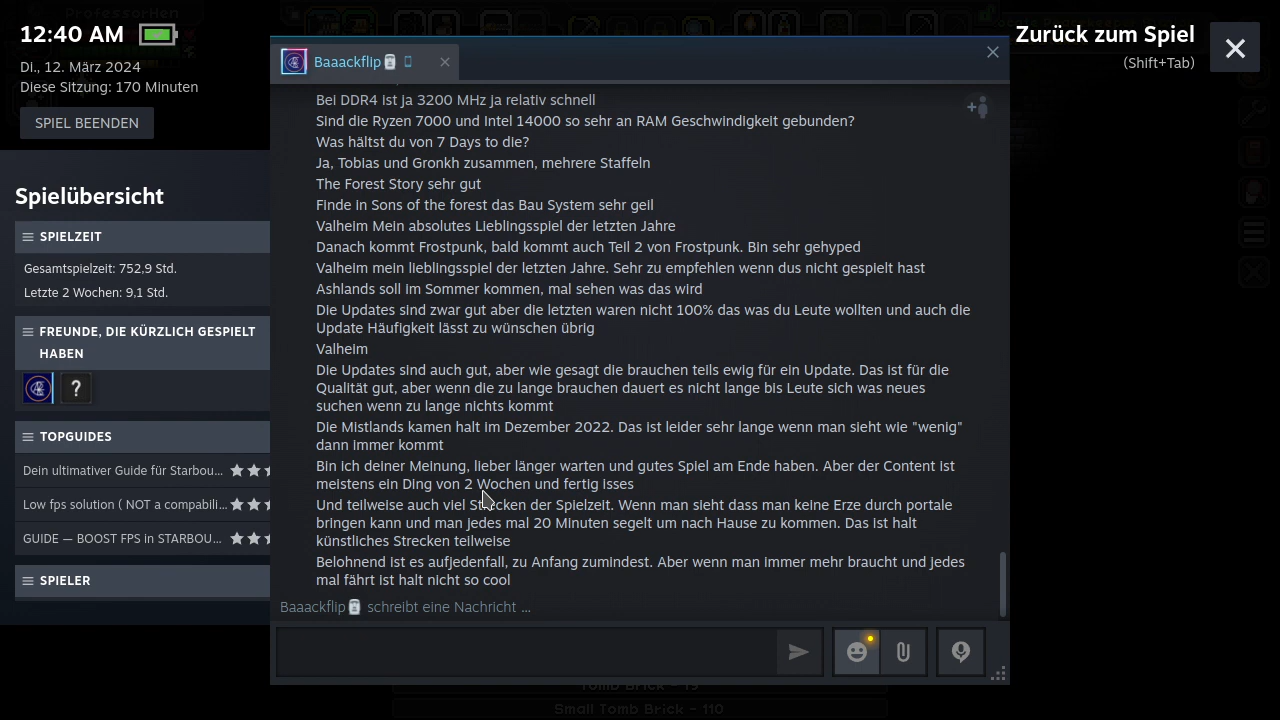 ProfessorHen
12:40 AM
Di., 12. März 2024
Diese Sitzung: 170 Minuten
SPIEL BEENDEN
Zurück zum Spiel
(Shift+Tab)
Spielübersicht
SPIELZEIT
Gesamtspielzeit: 752,9 Std.
Letzte 2 Wochen: 9,1 Std.
FREUNDE, DIE KÜRZLICH GESPIELT
HABEN
?
TOPGUIDES
Dein ultimativer Guide für Starbou...
Low fps solution ( NOT a compabili...
GUIDE — BOOST FPS in STARBOU...
SPIELER
Baaackflip
Bei DDR4 ist ja 3200 MHz ja relativ schnell
Sind die Ryzen 7000 und Intel 14000 so sehr an RAM Geschwindigkeit gebunden?
Was hältst du von 7 Days to die?
Ja, Tobias und Gronkh zusammen, mehrere Staffeln
The Forest Story sehr gut
Finde in Sons of the forest das Bau System sehr geil
Valheim Mein absolutes Lieblingsspiel der letzten Jahre
Danach kommt Frostpunk, bald kommt auch Teil 2 von Frostpunk. Bin sehr gehyped
Valheim mein lieblingsspiel der letzten Jahre. Sehr zu empfehlen wenn dus nicht gespielt hast
Ashlands soll im Sommer kommen, mal sehen was das wird
Die Updates sind zwar gut aber die letzten waren nicht 100% das was du Leute wollten und auch die
Update Häufigkeit lässt zu wünschen übrig
Valheim
Die Updates sind auch gut, aber wie gesagt die brauchen teils ewig für ein Update. Das ist für die
Qualität gut, aber wenn die zu lange brauchen dauert es nicht lange bis Leute sich was neues
suchen wenn zu lange nichts kommt
Die Mistlands kamen halt im Dezember 2022. Das ist leider sehr lange wenn man sieht wie "wenig"
dann immer kommt
Bin ich deiner Meinung, lieber länger warten und gutes Spiel am Ende haben. Aber der Content ist
meistens ein Ding von 2 Wochen und fertig isses
Und teilweise auch viel Strecken der Spielzeit. Wenn man sieht dass man keine Erze durch portale
bringen kann und man jedes mal 20 Minuten segelt um nach Hause zu kommen. Das ist halt
künstliches Strecken teilweise
Belohnend ist es aufjedenfall, zu Anfang zumindest. Aber wenn man immer mehr braucht und jedes
mal fährt ist halt nicht so cool
Baaackflip schreibt eine Nachricht ...
Tomb Brick - 19
Small Tomb Brick - 110